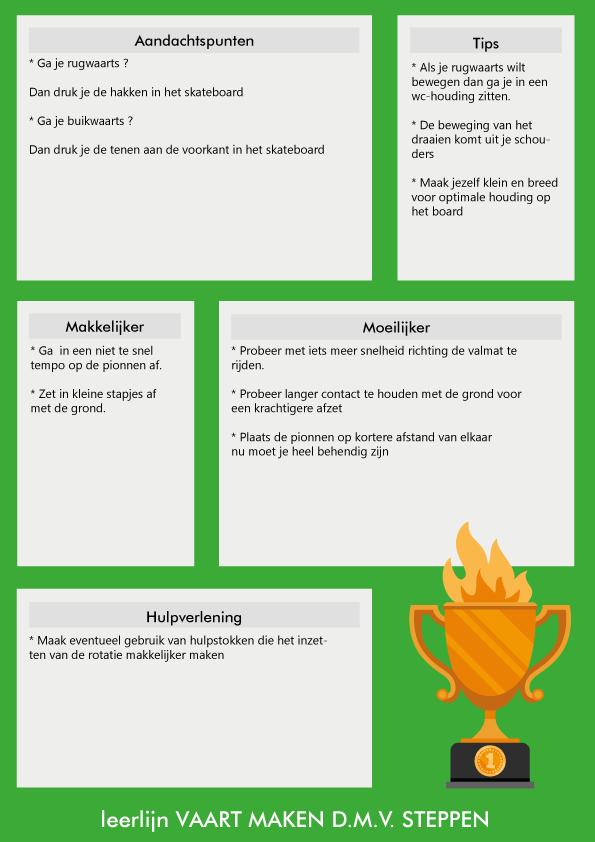 Aandachtspunten
* Ga je rugwaarts ?
Dan druk je de hakken in het skateboard
* Ga je buikwaarts ?
Dan druk je de tenen aan de voorkant in het skateboard
Tips
* Als je rugwaarts wilt
bewegen dan ga je in een
wc-houding zitten.
* De beweging van het
draaien komt uit je schou-
ders
* Maak jezelf klein en breed
voor optimale houding op
het board
Makkelijker
* Ga  in een niet te snel
tempo op de pionnen af.
* Zet in kleine stapjes af
met de grond.
Moeilijker
* Probeer met iets meer snelheid richting de valmat te
rijden.
* Probeer langer contact te houden met de grond voor
een krachtigere afzet
* Plaats de pionnen op kortere afstand van elkaar
nu moet je heel behendig zijn
Hulpverlening
* Maak eventueel gebruik van hulpstokken die het inzet-
ten van de rotatie makkelijker maken
1
leerlijn VAART MAKEN D.M.V. STEPPEN